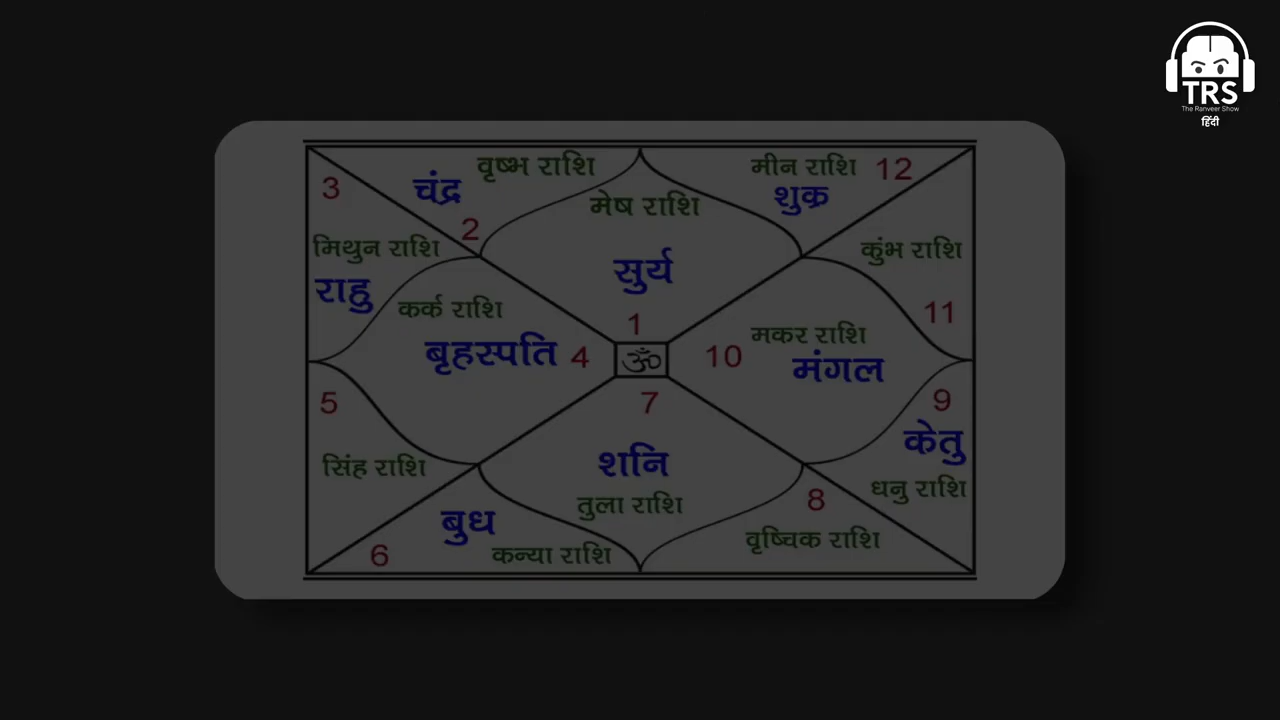 TRS
The Ranveer Show
हिंदी
वृष्भ राशि
मीन राशि 12
3
चंद्र
शुक्र
मेष राशि
2
मिथुन राशि
कुंभ राशि
सुर्य
राहु
कर्क राशि
11
1
मकर राशि
बृहस्पति 4
ॐ
10
मंगल
5
7
9
केतु
शनि
सिंह राशि
धनु राशि
8
तुला राशि
बुध
वृष्चिक राशि
6
कन्या राशि